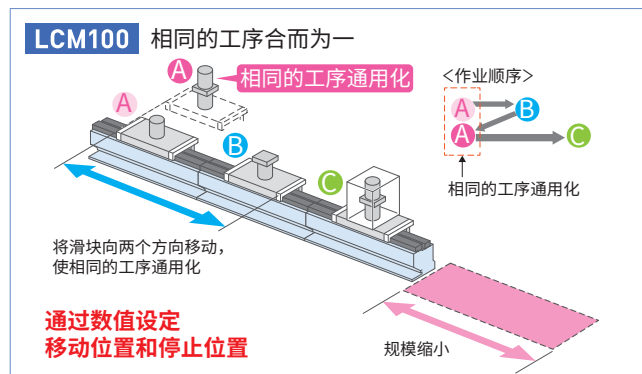 LCM100 相同的工序合而为一
A 相同的工序通用化
A
B
C
<作业顺序>
A B
A C
相同的工序通用化
将滑块向两个方向移动，
使相同的工序通用化
通过数值设定
移动位置和停止位置
规模缩小